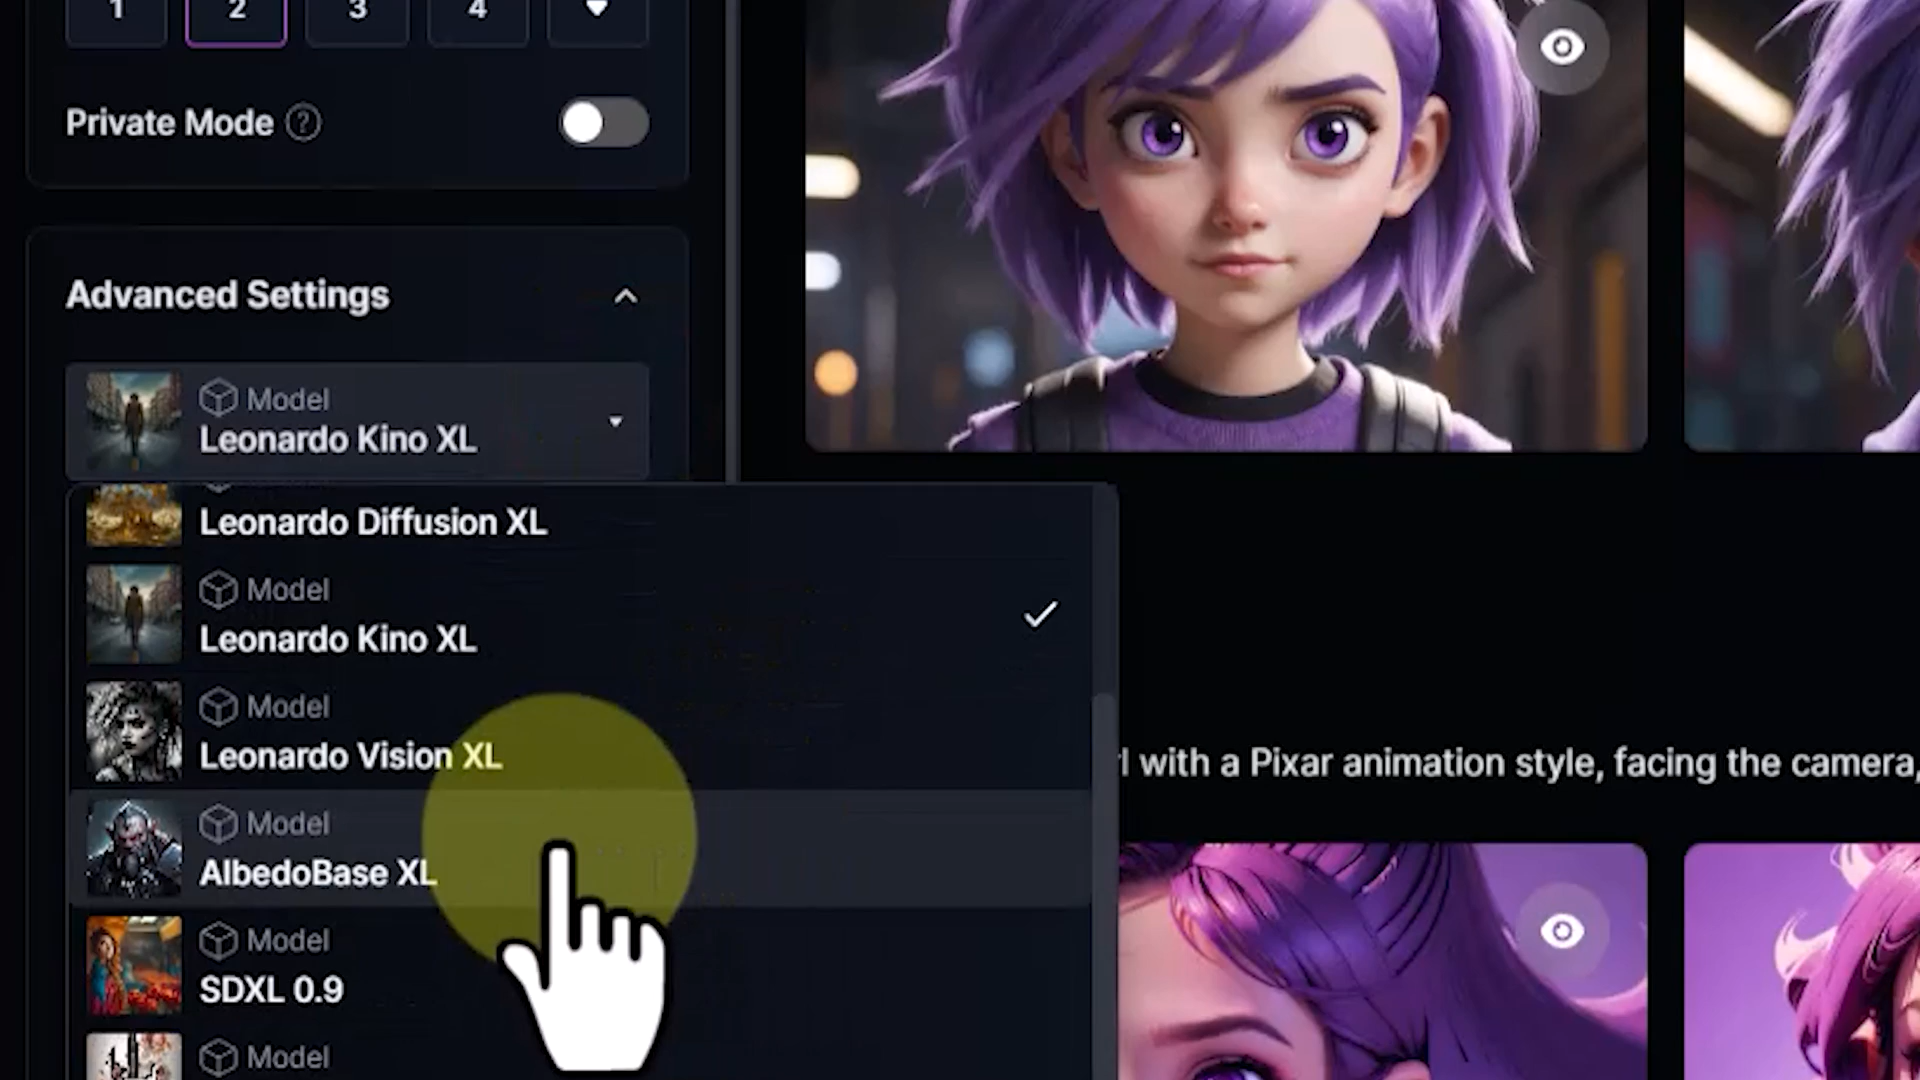 1
2
3
4
Private Mode ?
Advanced Settings
Model
Leonardo Kino XL
Leonardo Diffusion XL
Model
Leonardo Kino XL
Model
Leonardo Vision XL
with a Pixar animation style, facing the camera,
Model
AlbedoBase XL
Model
SDXL 0.9
Model